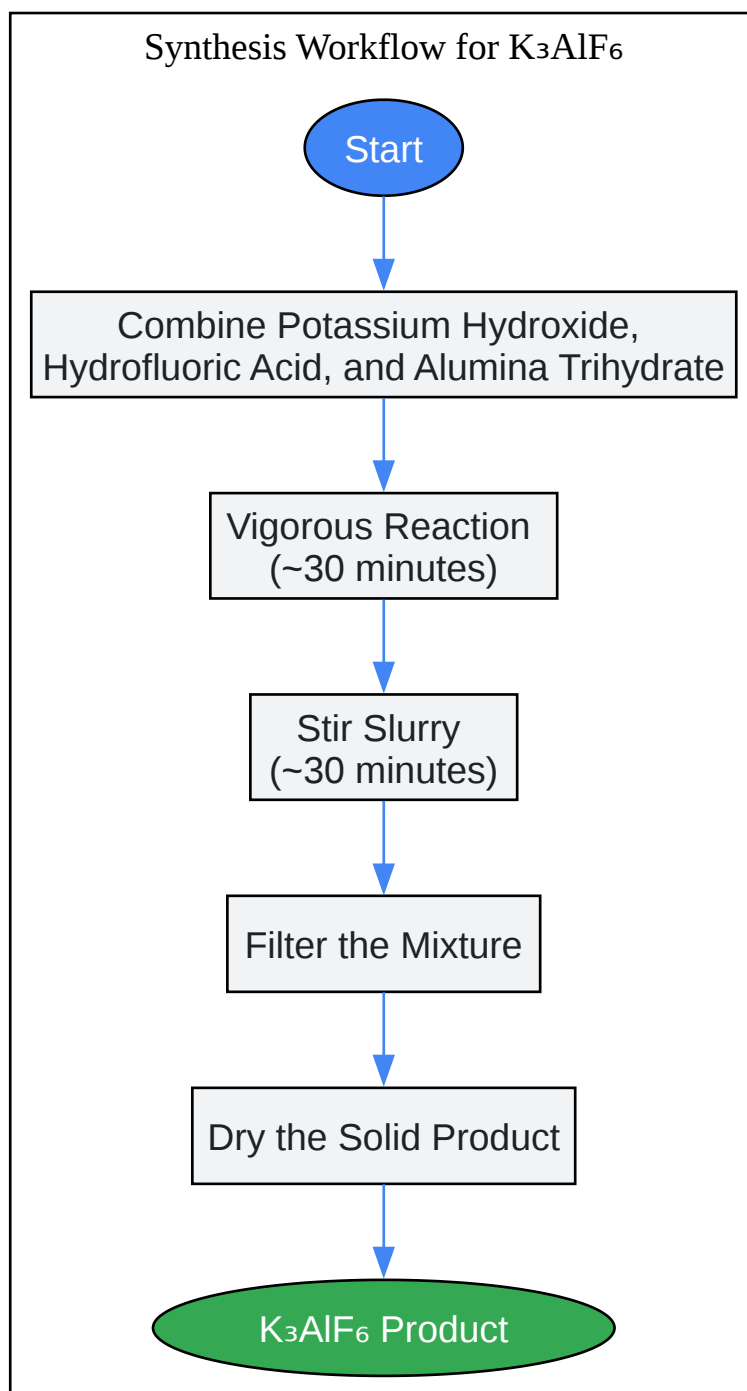 Synthesis Workflow for K₃AlF₆
Start
Combine Potassium Hydroxide,
Hydrofluoric Acid, and Alumina Trihydrate
Vigorous Reaction
(~30 minutes)
Stir Slurry
(~30 minutes)
Filter the Mixture
Dry the Solid Product
K₃AlF₆ Product